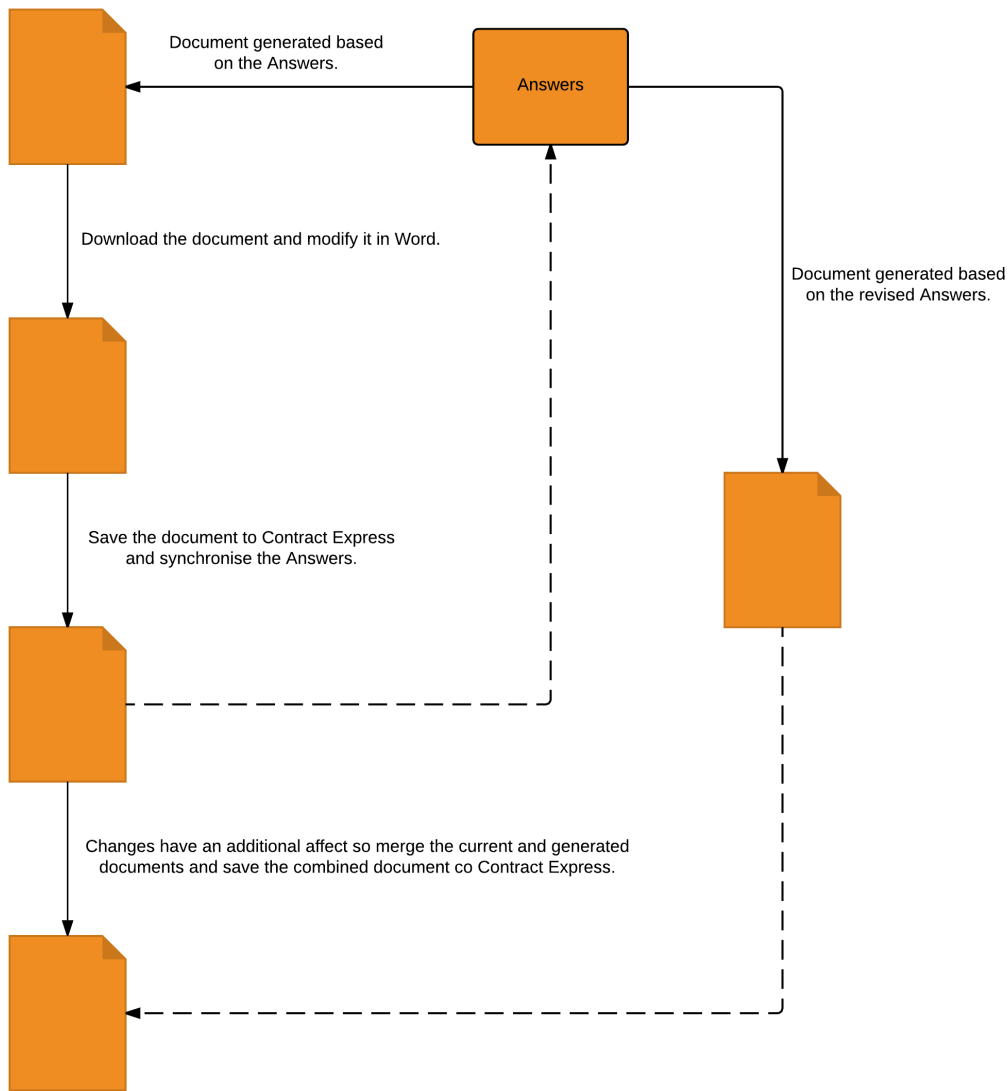 Document generated based
on the Answers.
Answers
Download the document and modify it in Word.
Document generated based
on the revised Answers.
Save the document to Contract Express
and synchronise the Answers.
Changes have an additional affect so merge the current and generated
documents and save the combined document co Contract Express.